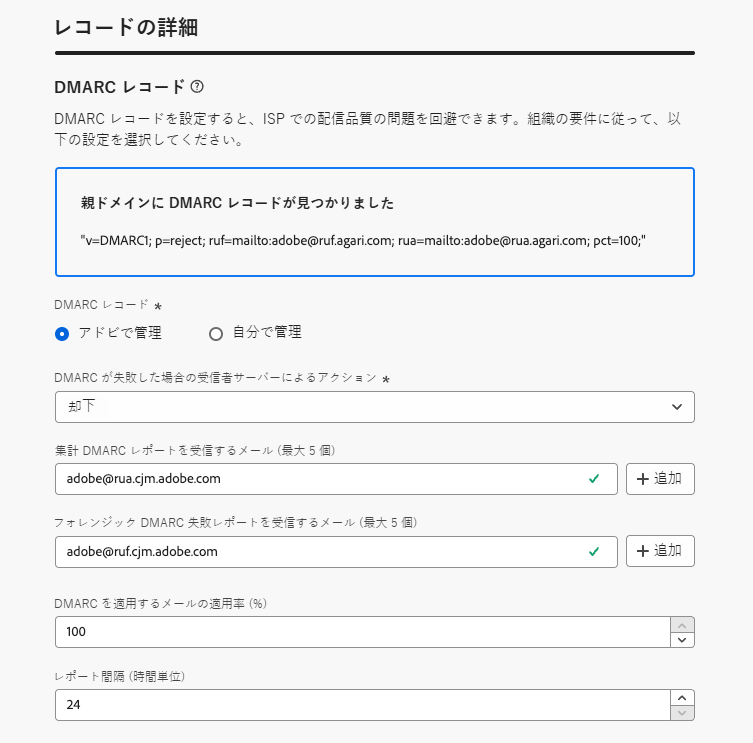 レコードの詳細
DMARC レコード
DMARC レコードを設定すると、ISP での配信品質の問題を回避できます。組織の要件に従って、以
下の設定を選択してください。
親ドメインに DMARC レコードが見つかりました
"v=DMARC1; p=reject; ruf=mailto:adobe@ruf.agari.com; rua=mailto:adobe@rua.agari.com; pct=100;"
DMARC レコード *
アドビで管理 自分で管理
DMARC が失敗した場合の受信者サーバーによるアクション *
却下
集計 DMARC レポートを受信するメール (最大 5 個)
adobe@rua.cjm.adobe.com + 追加
フォレンジック DMARC 失敗レポートを受信するメール (最大 5 個)
adobe@ruf.cjm.adobe.com + 追加
DMARC を適用するメールの適用率 (%)
100
レポート間隔 (時間単位)
24